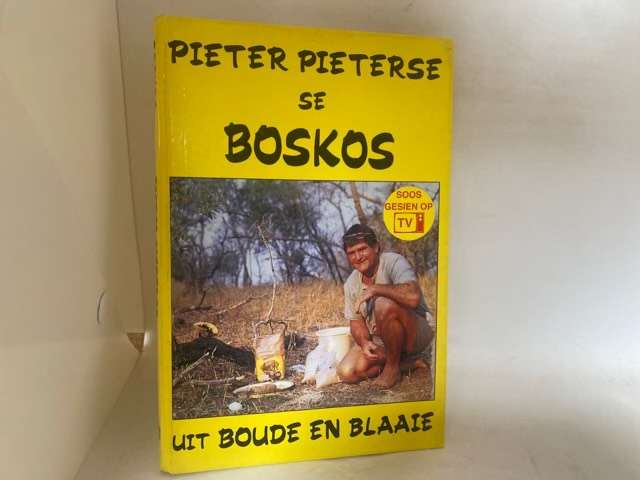 PIETER PIETERSE
SE
BOSKOS
SOOS
GESIEN OP
TV
UIT BOUDE EN BLAAIE